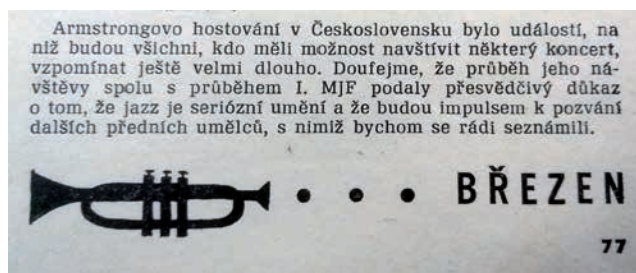 Armstrongovo hostování v Československu bylo událostí, na
niž budou všichni, kdo měli možnost navštívit některý koncert,
vzpomínat ještě velmi dlouho. Doufejme, že průběh jeho ná-
vštěvy spolu s průběhem I. MJF podaly přesvědčivý důkaz
o tom, že jazz je seriózní umění a že budou impulsem k pozvání
dalších předních umělců, s nimiž bychom se rádi seznámili.
• • • BŘEZEN
77